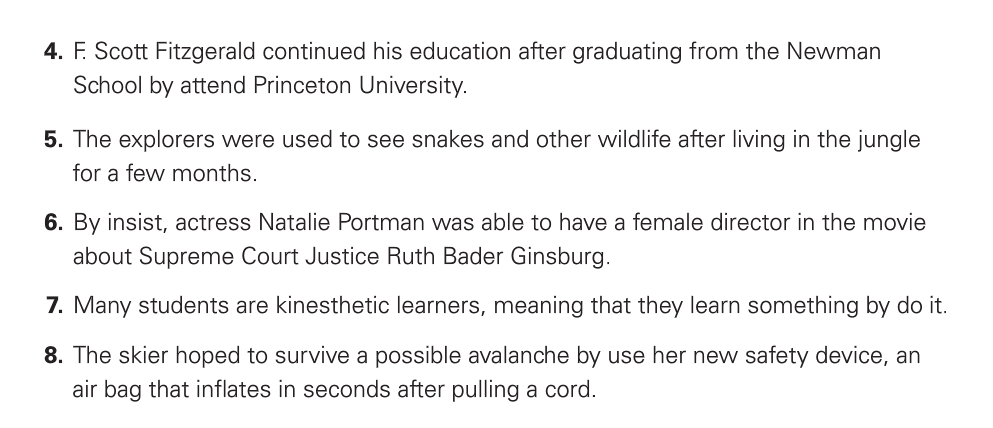 4. F. Scott Fitzgerald continued his education after graduating from the Newman
School by attend Princeton University.
5. The explorers were used to see snakes and other wildlife after living in the jungle
for a few months.
6. By insist, actress Natalie Portman was able to have a female director in the movie
about Supreme Court Justice Ruth Bader Ginsburg.
7. Many students are kinesthetic learners, meaning that they learn something by do it.
8. The skier hoped to survive a possible avalanche by use her new safety device, an
air bag that inflates in seconds after pulling a cord.